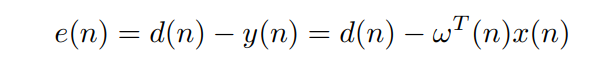 e(n) = d(n) − y(n) = d(n) − ω^T(n)x(n)